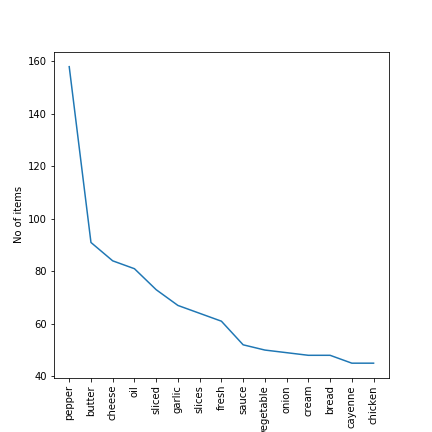 160
140
120
100
80
60
40
No of items
pepper
butter
cheese
oil
sliced
garlic
slices
fresh
sauce
egetable
onion
cream
bread
cayenne
chicken